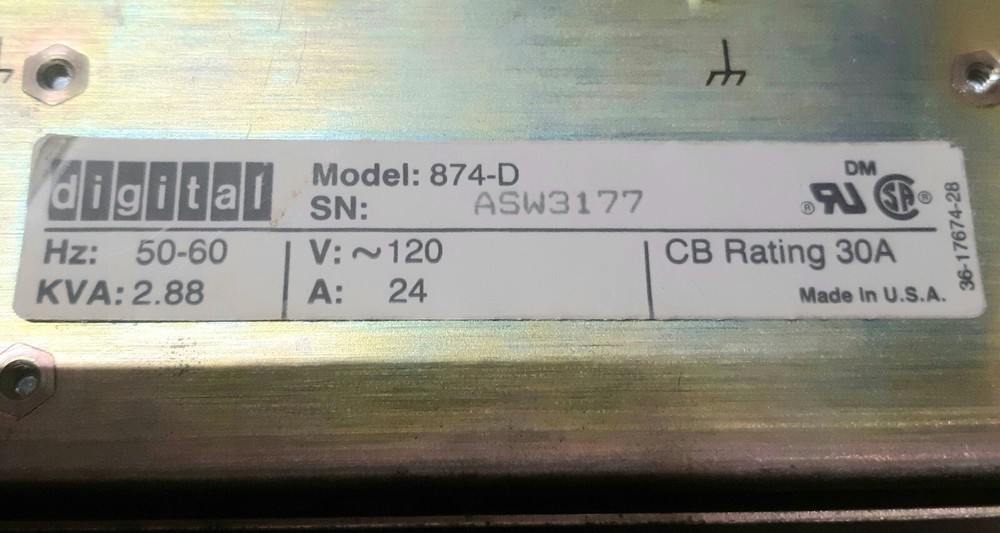 digital
Model: 874-D
SN: ASW3177
DM
Hz: 50-60
KVA: 2.88
V: ~120
A: 24
CB Rating 30A
Made In U.S.A.
36-17674-28